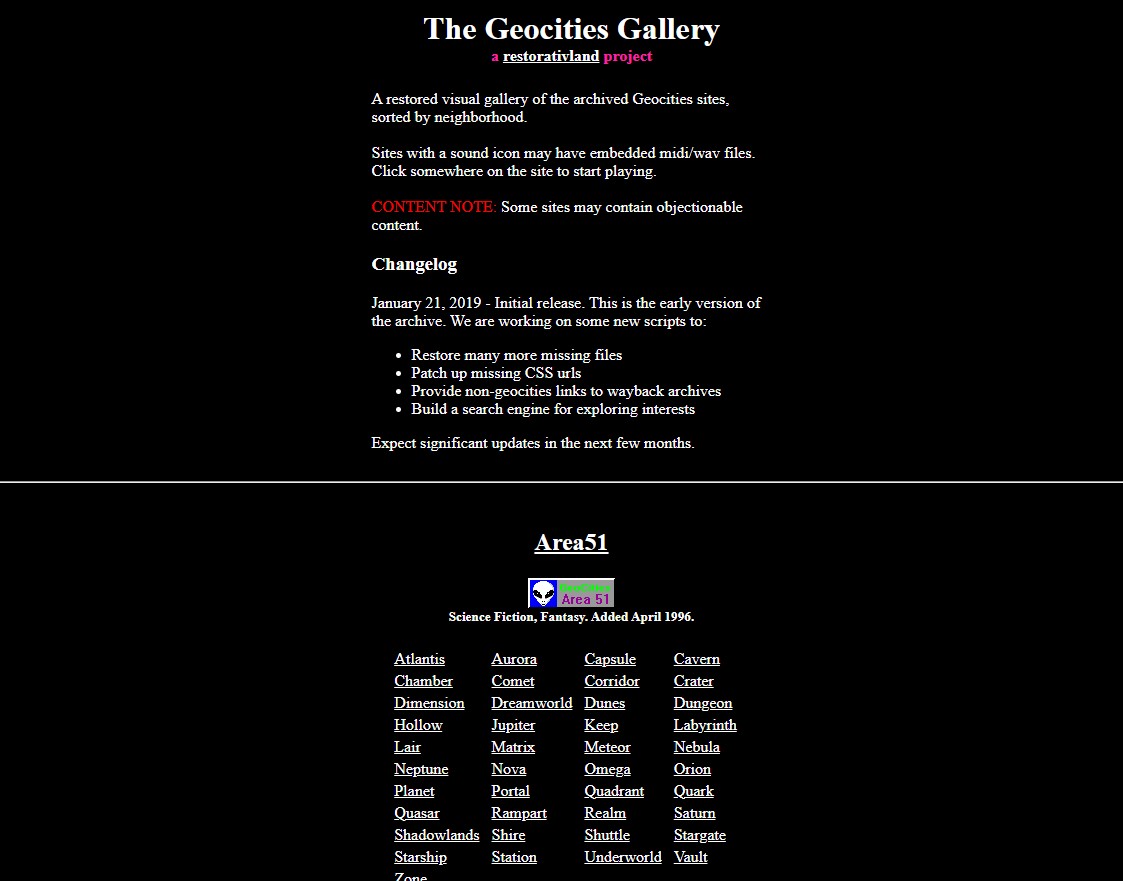 The Geocities Gallery
a restorativland project
A restored visual gallery of the archived Geocities sites,
sorted by neighborhood.
Sites with a sound icon may have embedded midi/wav files.
Click somewhere on the site to start playing.
CONTENT NOTE: Some sites may contain objectionable
content.
Changelog
January 21, 2019 - Initial release. This is the early version of
the archive. We are working on some new scripts to:
• Restore many more missing files
• Patch up missing CSS urls
• Provide non-geocities links to wayback archives
• Build a search engine for exploring interests
Expect significant updates in the next few months.
Area51
Area 51
Science Fiction, Fantasy. Added April 1996.
Atlantis Aurora Capsule Cavern
Chamber Comet Corridor Crater
Dimension Dreamworld Dunes Dungeon
Hollow Jupiter Keep Labyrinth
Lair Matrix Meteor Nebula
Neptune Nova Omega Orion
Planet Portal Quadrant Quark
Quasar Rampart Realm Saturn
Shadowlands Shire Shuttle Stargate
Starship Station Underworld Vault
Zone